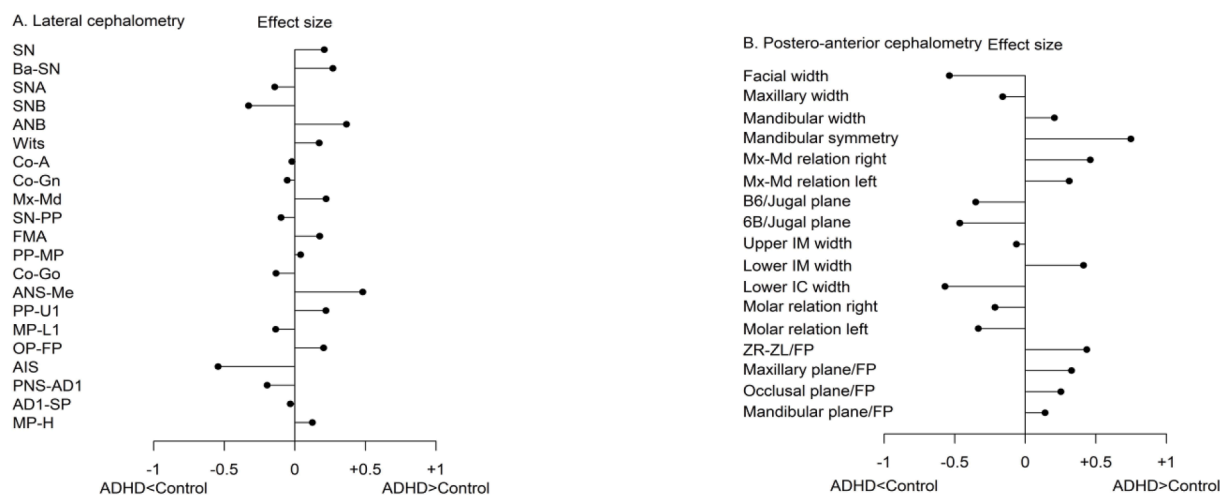 A. Lateral cephalometry Effect size
SN
Ba-SN
SNA
SNB
ANB
Wits
Co-A
Co-Gn
Mx-Md
SN-PP
FMA
PP-MP
Co-Go
ANS-Me
PP-U1
MP-L1
OP-FP
AIS
PNS-AD1
AD1-SP
MP-H
-1 -0.5 0 +0.5 +1
ADHD<Control ADHD>Control
B. Postero-anterior cephalometry Effect size
Facial width
Maxillary width
Mandibular width
Mandibular symmetry
Mx-Md relation right
Mx-Md relation left
B6/Jugal plane
6B/Jugal plane
Upper IM width
Lower IM width
Lower IC width
Molar relation right
Molar relation left
ZR-ZL/FP
Maxillary plane/FP
Occlusal plane/FP
Mandibular plane/FP
-1 -0.5 0 +0.5 +1
ADHD<Control ADHD>Control